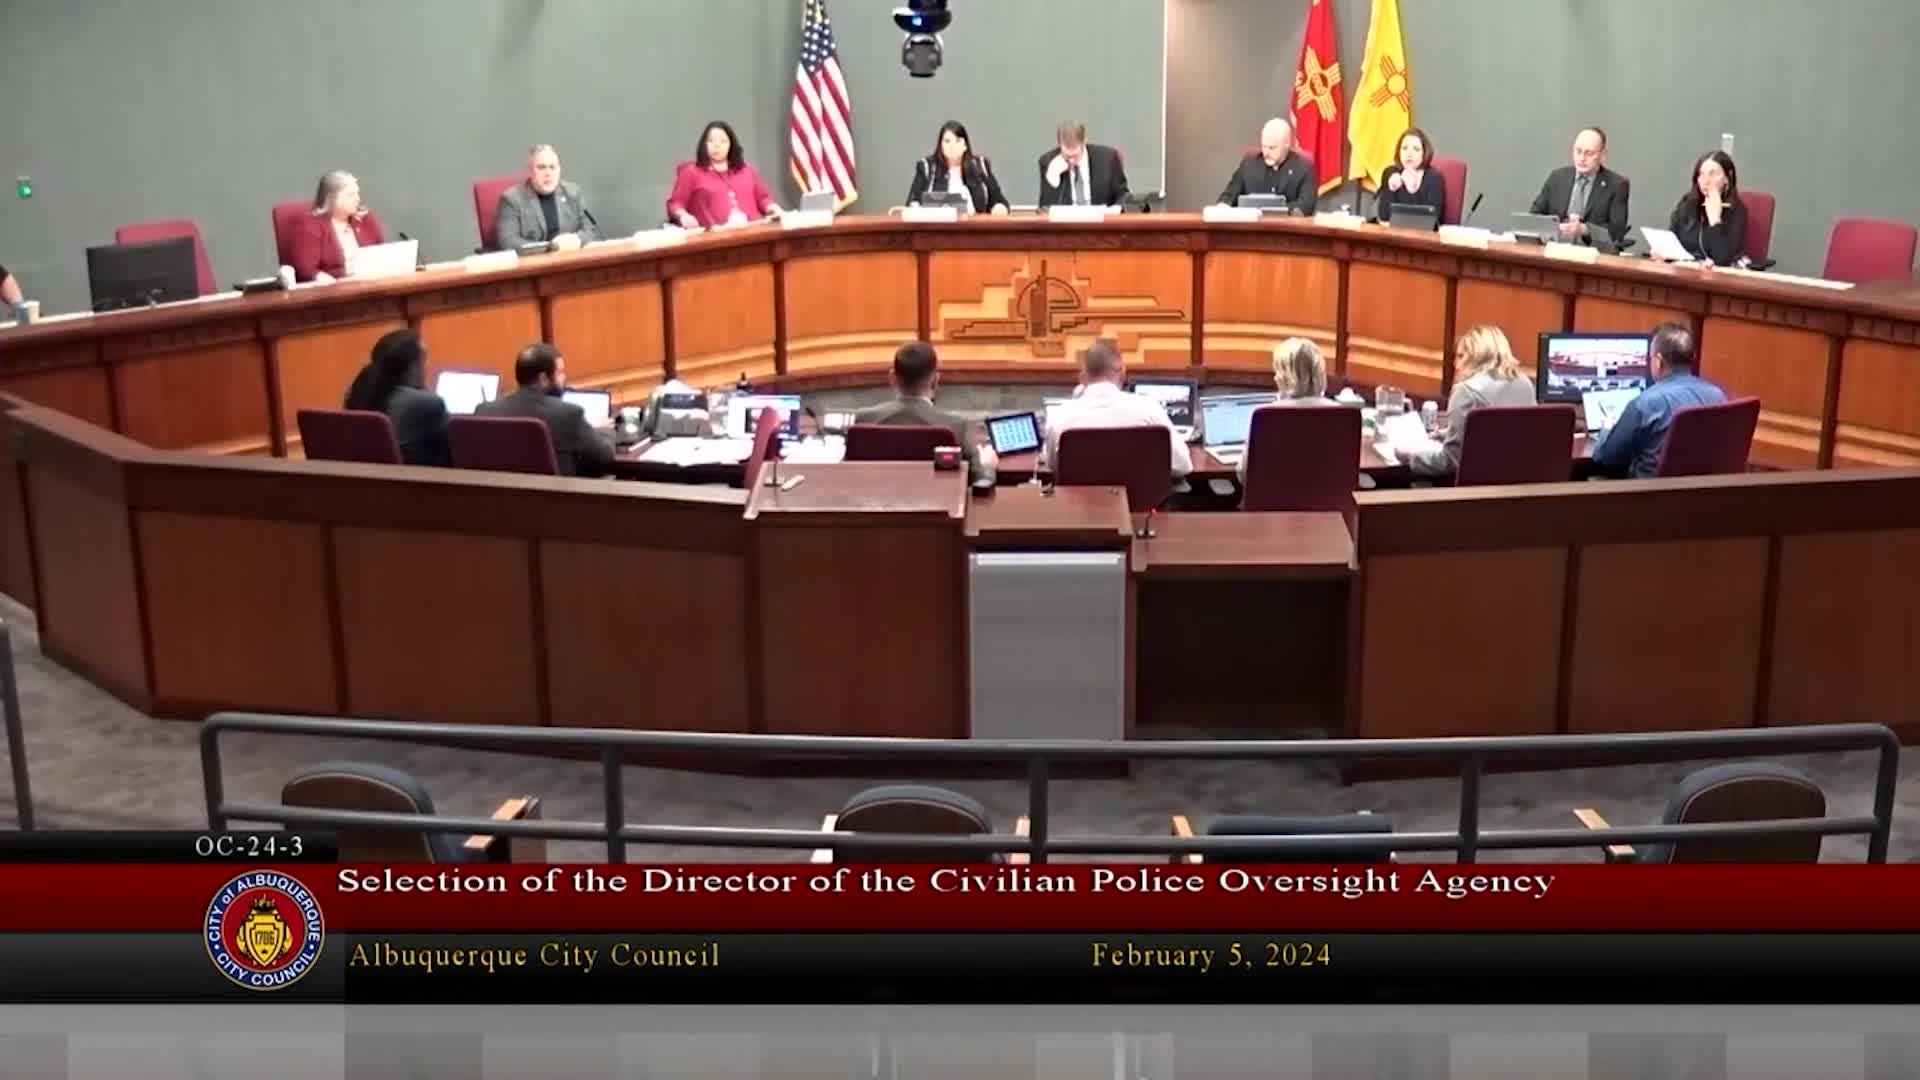 OC-24-3
Selection of the Director of the Civilian Police Oversight Agency
CITY of ALBUQUERQUE
1706
CITY COUNCIL
Albuquerque City Council
February 5, 2024